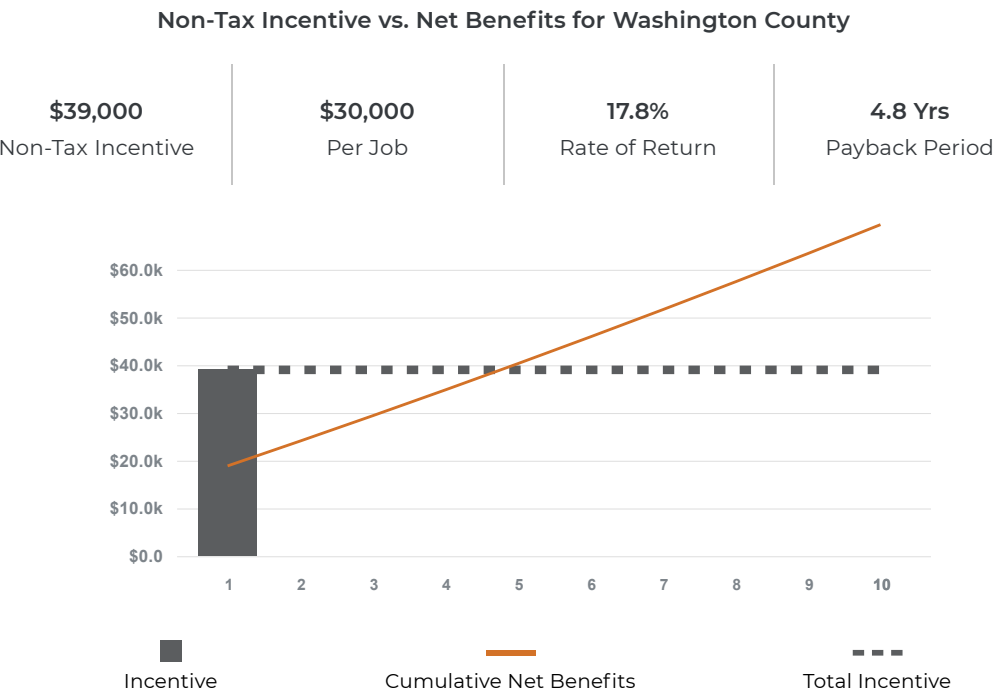 Non-Tax Incentive vs. Net Benefits for Washington County
$39,000
Non-Tax Incentive
$30,000
Per Job
17.8%
Rate of Return
4.8 Yrs
Payback Period
$60.0k
$50.0k
$40.0k
$30.0k
$20.0k
$10.0k
$0.0
1 2 3 4 5 6 7 8 9 10
Incentive
Cumulative Net Benefits
Total Incentive